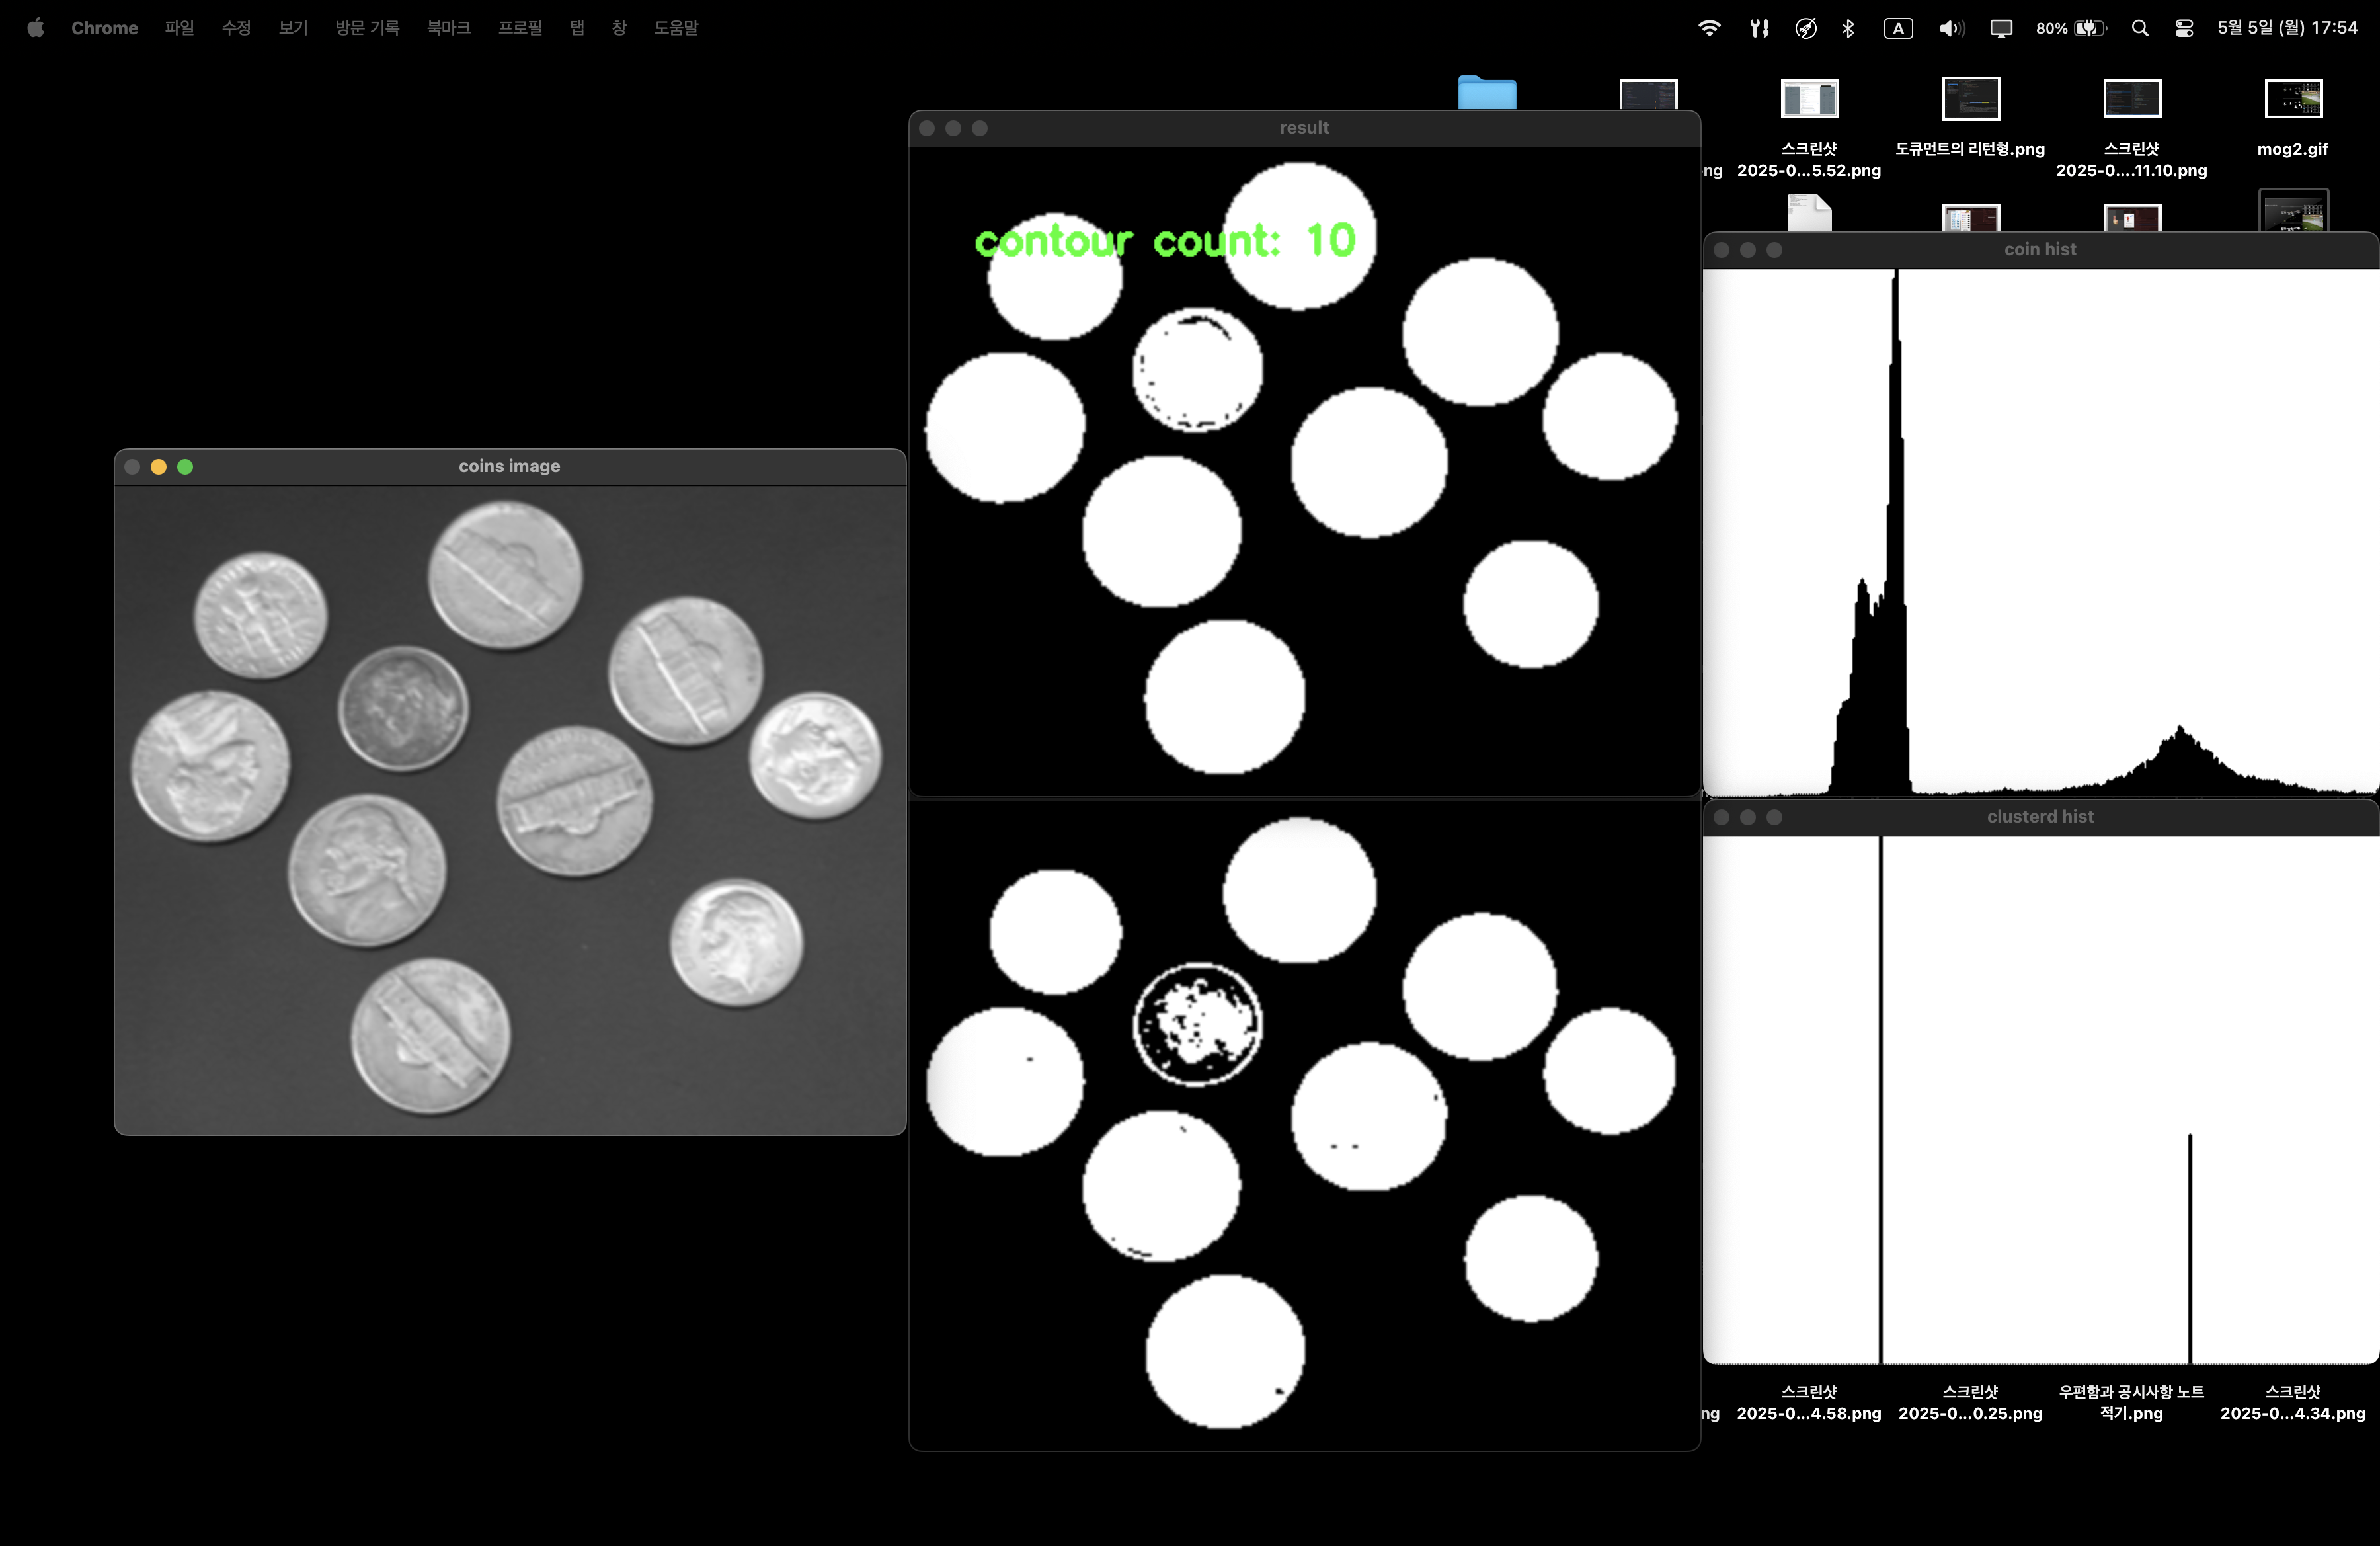 Chrome 파일 수정 보기 방문 기록 북마크 프로필 탭 창 도움말 A 80% 5월 5일 (월) 17:54
스크린샷
2025-0...5.52.png
도큐먼트의 리턴형.png
스크린샷
2025-0....11.10.png
mog2.gif
ng
result
contour count: 10
coin hist
coins image
clusterd hist
ng
스크린샷
2025-0...4.58.png
스크린샷
2025-0...0.25.png
우편함과 공시사항 노트
적기.png
스크린샷
2025-0...4.34.png